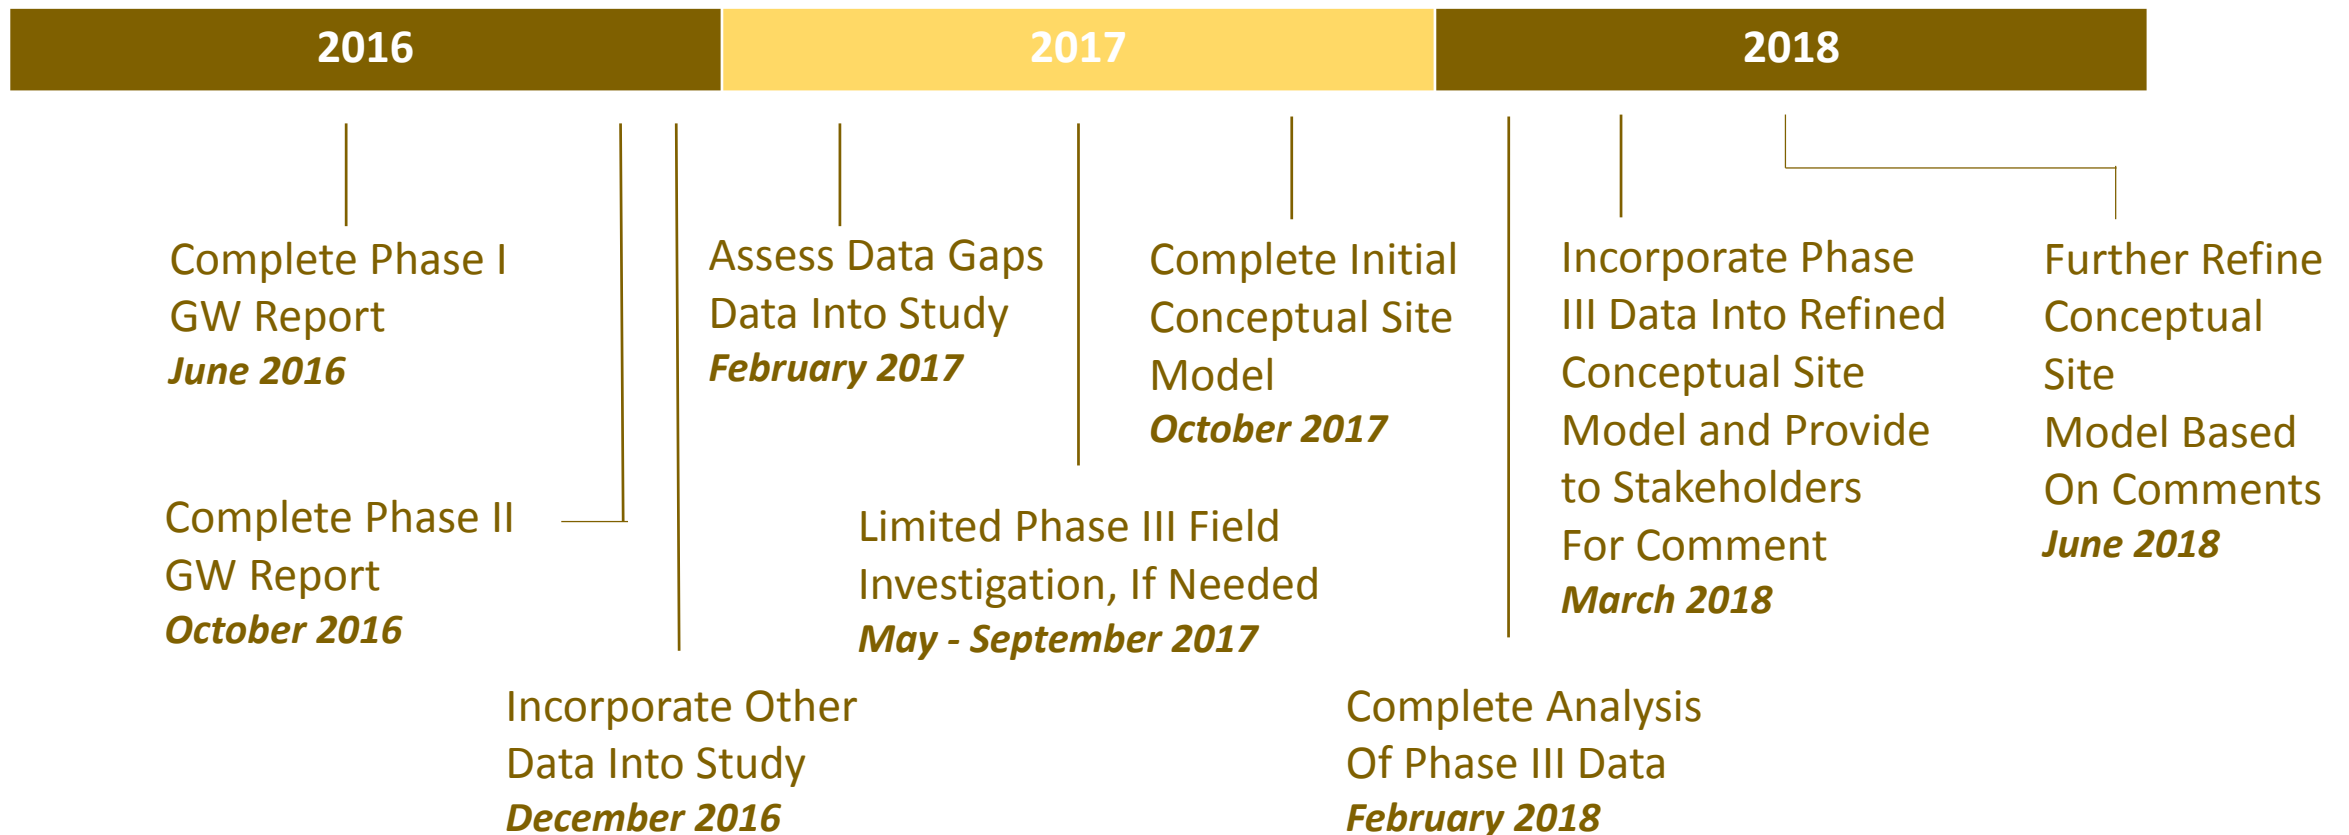 2016
2017
2018
Complete Phase I
GW Report
June 2016
Complete Phase II
GW Report
October 2016
Incorporate Other
Data Into Study
December 2016
Assess Data Gaps
Data Into Study
February 2017
Limited Phase III Field
Investigation, If Needed
May - September 2017
Complete Initial
Conceptual Site
Model
October 2017
Complete Analysis
Of Phase III Data
February 2018
Incorporate Phase
III Data Into Refined
Conceptual Site
Model and Provide
to Stakeholders
For Comment
March 2018
Further Refine
Conceptual
Site
Model Based
On Comments
June 2018